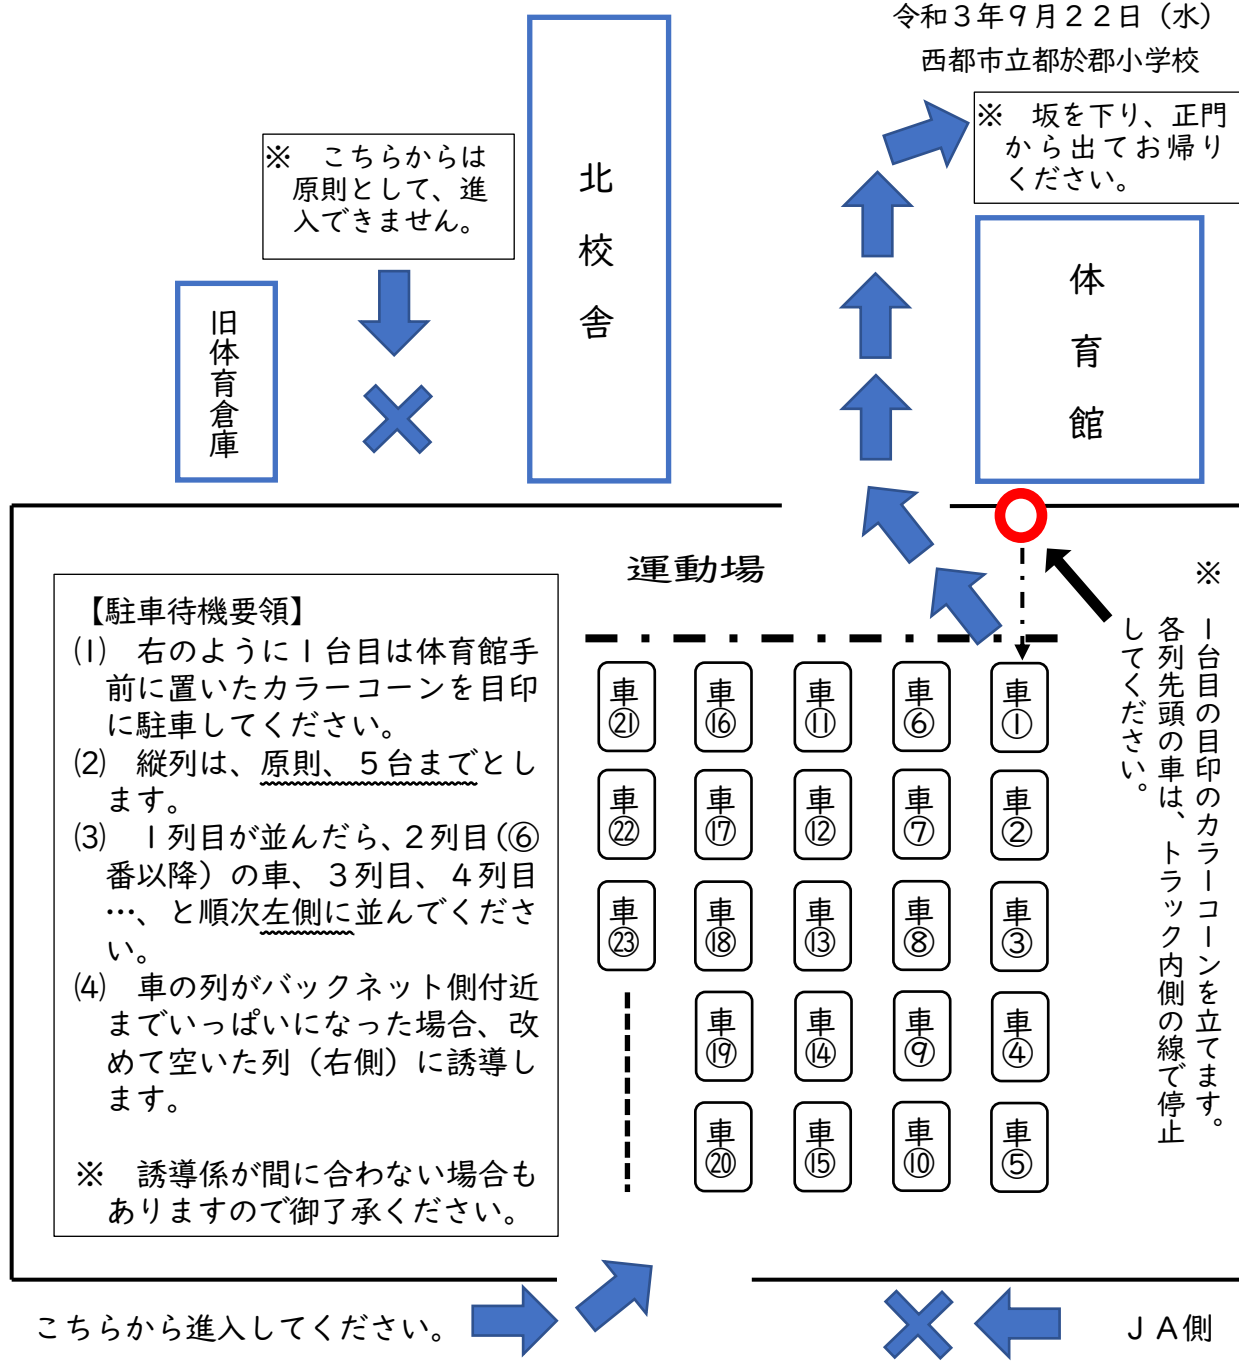 令和３年９月２２日（水）
西都市立都於郡小学校
※　坂を下り、正門
から出てお帰り
ください。
※　こちらからは
原則として、進
入できません。
北校舎
体育館
旧体育倉庫
運動場
【駐車待機要領】
⑴　右のように１台目は体育館手
前に置いたカラーコーンを目印
に駐車してください。
⑵　縦列は、原則、５台までとし
ます。
⑶　１列目が並んだら、２列目（⑥
番以降）の車、３列目、４列目
…、と順次左側に並んでくださ
い。
⑷　車の列がバックネット側付近
までいっぱいになった場合、改
めて空いた列（右側）に誘導し
ます。
※　誘導係が間に合わない場合も
ありますので御了承ください。
※　１台目の目印のカラーコーンを立てます。
各列先頭の車は、トラック内側の線で停止
してください。
車㉑ 車⑯ 車⑪ 車⑥ 車①
車㉒ 車⑰ 車⑫ 車⑦ 車②
車㉓ 車⑱ 車⑬ 車⑧ 車③
車⑲ 車⑭ 車⑨ 車④
車⑳ 車⑮ 車⑩ 車⑤
こちらから進入してください。
ＪＡ側